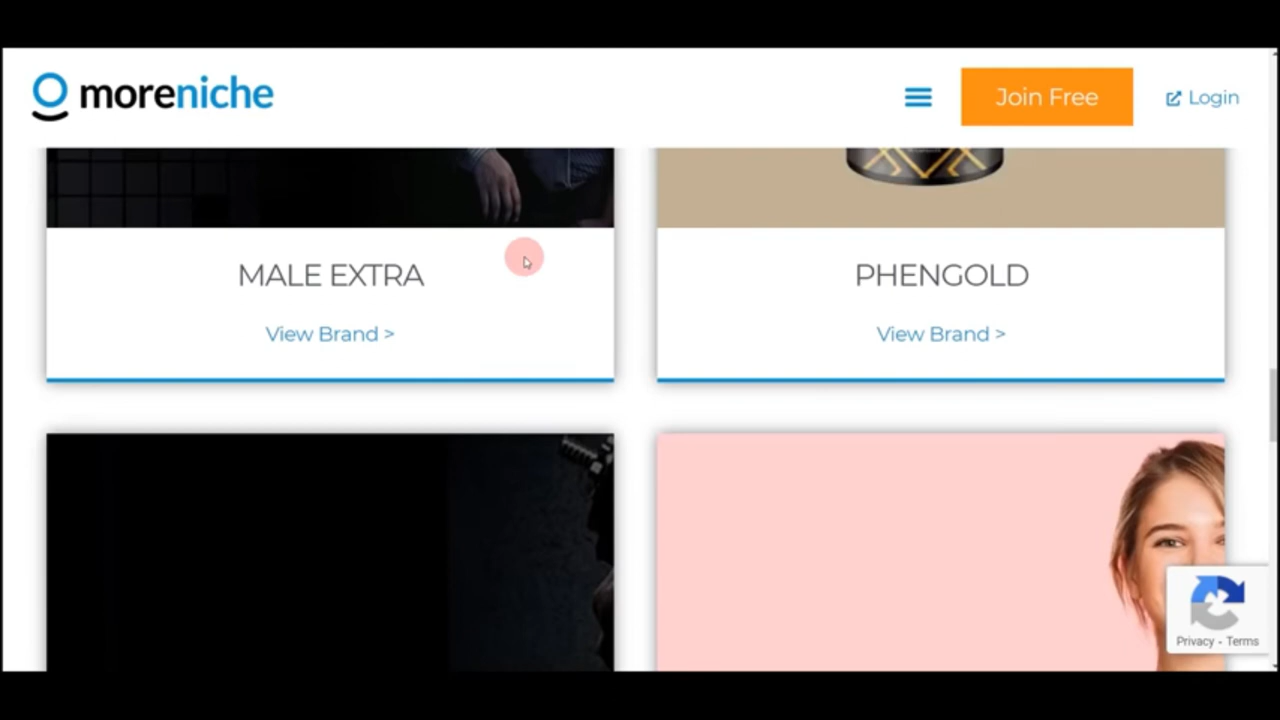 moreniche
Join Free
Login
MALE EXTRA
PHENGOLD
View Brand >
View Brand >
Privacy - Terms